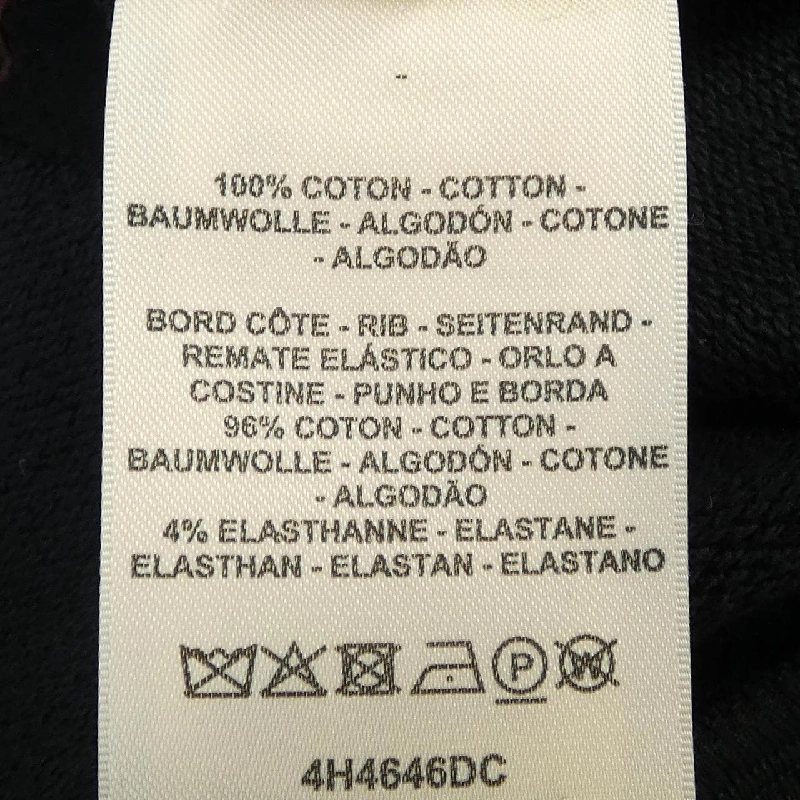 100% COTON - COTTON -
BAUMWOLLE - ALGODÓN - COTONE
- ALGODÃO
BORD CÔTE - RIB - SEITENRAND -
REMATE ELÁSTICO - ORLO A
COSTINE - PUNHO E BORDA
96% COTON - COTTON -
BAUMWOLLE - ALGODÓN - COTONE
- ALGODÃO
4% ELASTHANNE - ELASTANE -
ELASTHAN - ELASTAN - ELASTANO
P W
4H4646DC